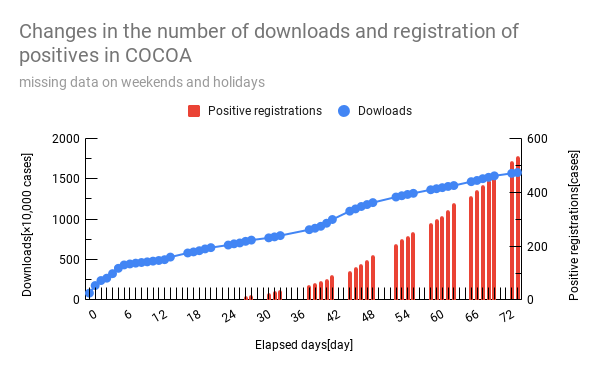 Changes in the number of downloads and registration of
positives in COCOA
missing data on weekends and holidays
Positive registrations
Dowloads
Downloads[×10,000 cases]
2000
1500
1000
500
0
600
400
200
0
Positive registrations[cases]
0 6 12 18 24 30 36 42 48 54 60 66 72
Elapsed days[day]